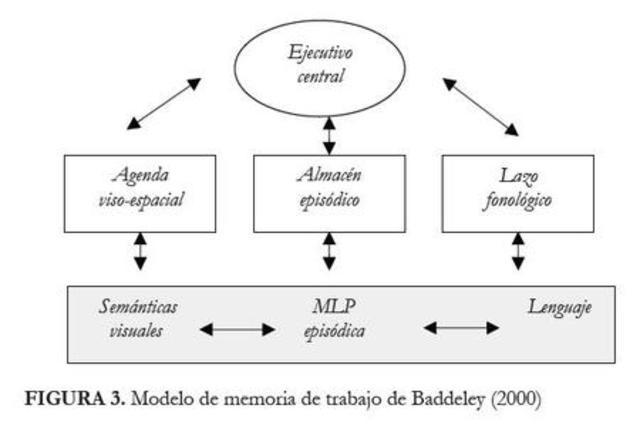 Ejecutivo
central
Agenda
viso-espacial
Almacén
episódico
Lazo
fonológico
Semánticas
visuales
MLP
episódica
Lenguaje
FIGURA 3. Modelo de memoria de trabajo de Baddeley (2000)